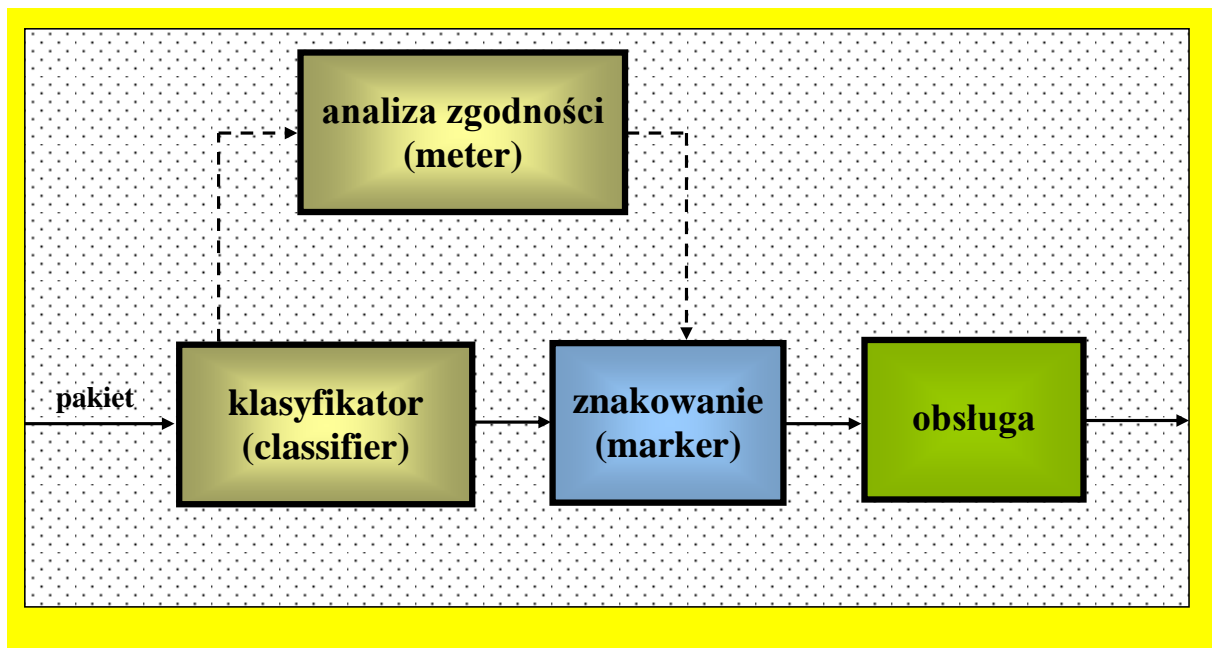 analiza zgodności
(meter)
pakiet
klasyfikator
(classifier)
znakowanie
(marker)
obsługa